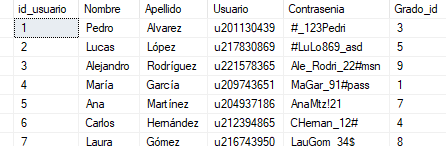 id_usuario Nombre Apellido Usuario Contrasenia Grado_id
1 Pedro Alvarez u201130439 #_123Pedri 3
2 Lucas López u217830869 #LuLo869_asd 5
3 Alejandro Rodríguez u221578365 Ale_Rodri_22#msn 9
4 María García u209743651 MaGar_91#pass 1
5 Ana Martínez u204937186 AnaMtz!21 7
6 Carlos Hernández u212394865 CHernan_12# 4
7 Laura Gómez u216743950 LauGom_34$ 8